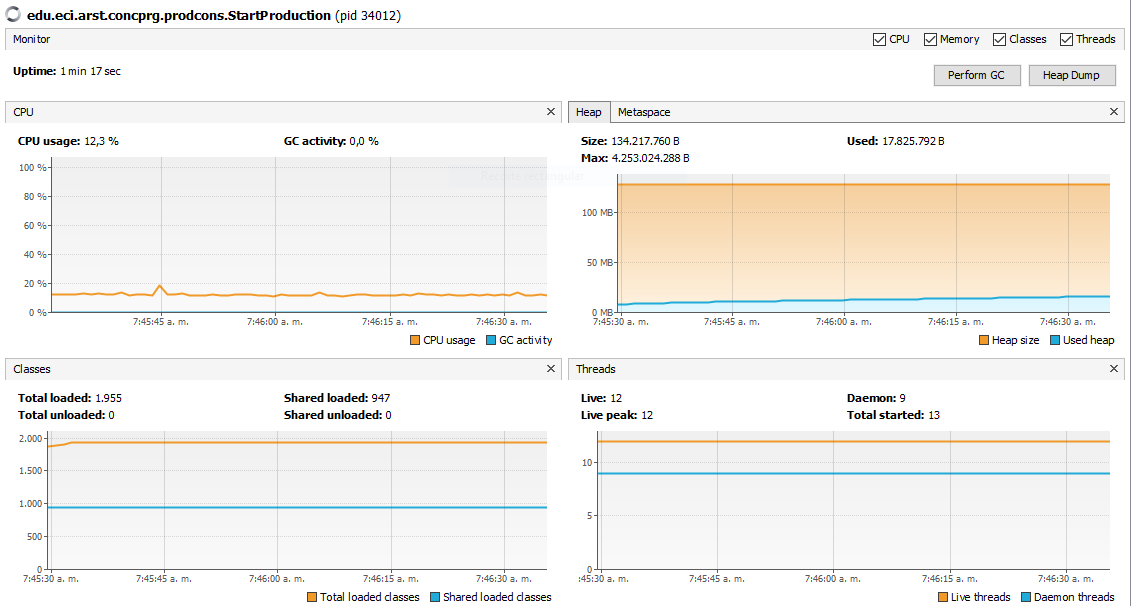 edu.eci.arst.concprg.prodcons.StartProduction (pid 34012)
Monitor
CPU Memory Classes Threads
Uptime: 1 min 17 sec
Perform GC Heap Dump
CPU
CPU usage: 12,3 % GC activity: 0,0 %
100 %
80 %
60 %
40 %
20 %
0 %
7:45:45 a. m. 7:46:00 a. m. 7:46:15 a. m. 7:46:30 a. m.
CPU usage GC activity
Heap Metaspace
Size: 134.217.760 B Used: 17.825.792 B
Max: 4.253.024.288 B
100 MB
50 MB
0 MB
7:45:30 a. m. 7:45:45 a. m. 7:46:00 a. m. 7:46:15 a. m. 7:46:30 a. m.
Heap size Used heap
Classes
Total loaded: 1.955 Shared loaded: 947
Total unloaded: 0 Shared unloaded: 0
2.000
1.500
1.000
500
0
7:45:30 a. m. 7:45:45 a. m. 7:46:00 a. m. 7:46:15 a. m. 7:46:30 a. m.
Total loaded classes Shared loaded classes
Threads
Live: 12 Daemon: 9
Live peak: 12 Total started: 13
10
5
0
:45:30 a. m. 7:45:45 a. m. 7:46:00 a. m. 7:46:15 a. m. 7:46:30 a. m.
Live threads Daemon threads